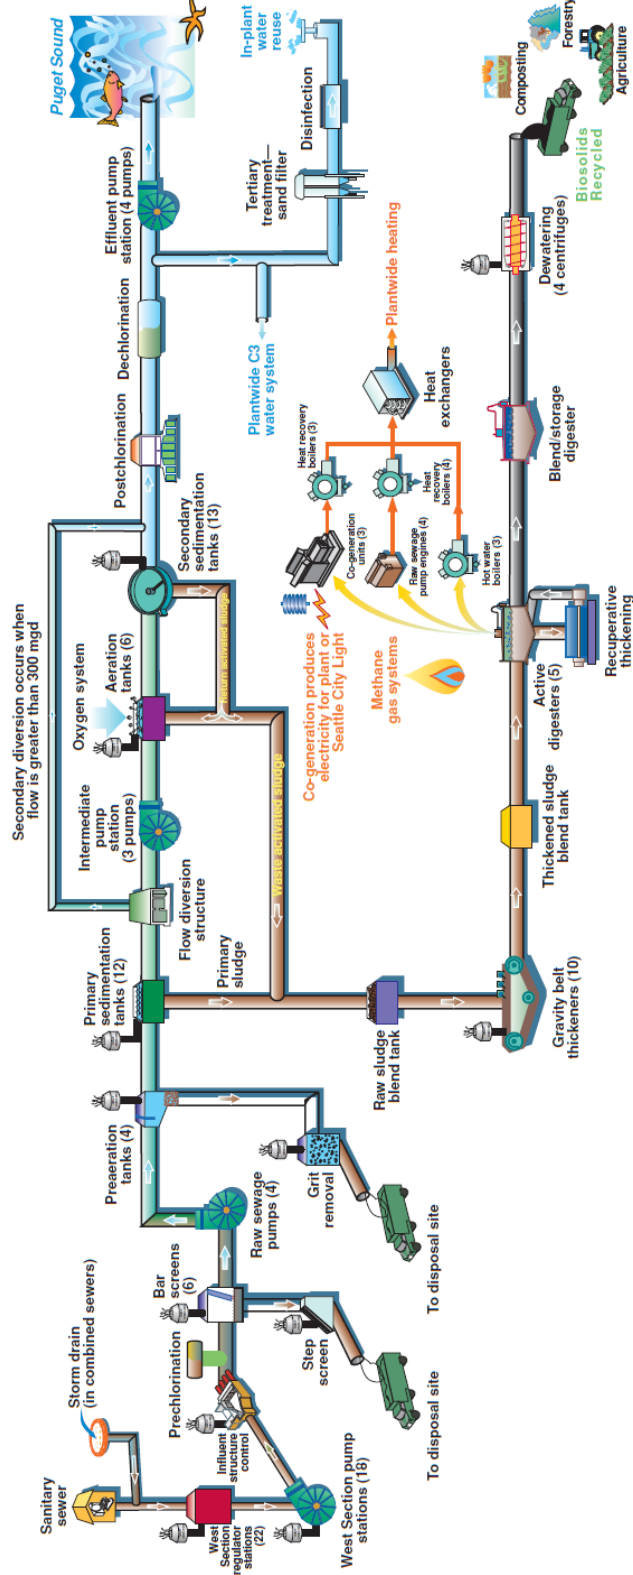 Sanitary
sewer
Storm drain
(in combined sewers)
West
Section
regulator
stations (22)
West Section pump
stations (18)
Influent
structure
control
Prechlorination
Bar
screens
(6)
Step
screen
To disposal site
Raw sewage
pumps (4)
Preaeration
tanks (4)
Grit
removal
To disposal site
Primary sedimentation
tanks (12)
Primary
sludge
Flow diversion
structure
Secondary diversion occurs when
flow is greater than 300 mgd
Intermediate
pump
station
(3 pumps)
Oxygen system
Aeration
tanks (6)
Return activated sludge
Waste activated sludge
Secondary
sedimentation
tanks (13)
Postchlorination
Dechlorination
Effluent pump
station (4 pumps)
Puget Sound
Plantwide C3
water system
Tertiary
treatment—
sand filter
Disinfection
In-plant
water
reuse
Raw sludge
blend tank
Gravity belt
thickeners (10)
Thickened sludge
blend tank
Active
digesters (5)
Recuperative
thickening
Methane
gas systems
Co-generation produces
electricity for plant or
Seattle City Light
Co-generation
units (3)
Raw sewage
pump engines (4)
Hot water
boilers (3)
Heat recovery
boilers (3)
Heat
recovery
boilers (4)
Heat
exchangers
Plantwide heating
Blend/storage
digester
Dewatering
(4 centrifuges)
Biosolids
Recycled
Composting
Forestry
Agriculture